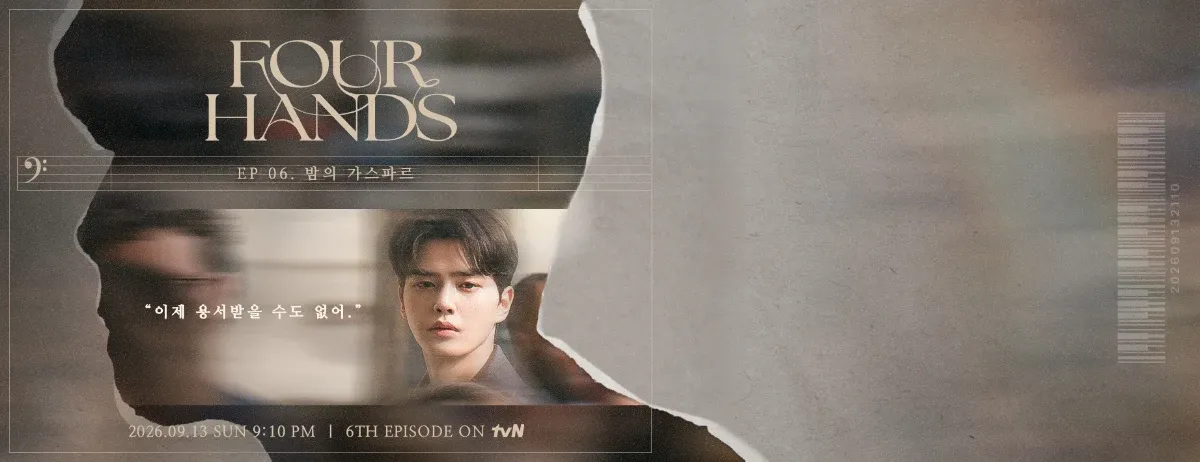 FOUR
HANDS
EP 06. 밤의 가스파르
“이제 용서받을 수도 없어.”
2026.09.13 SUN 9:10 PM | 6TH EPISODE ON tvN
202609132110